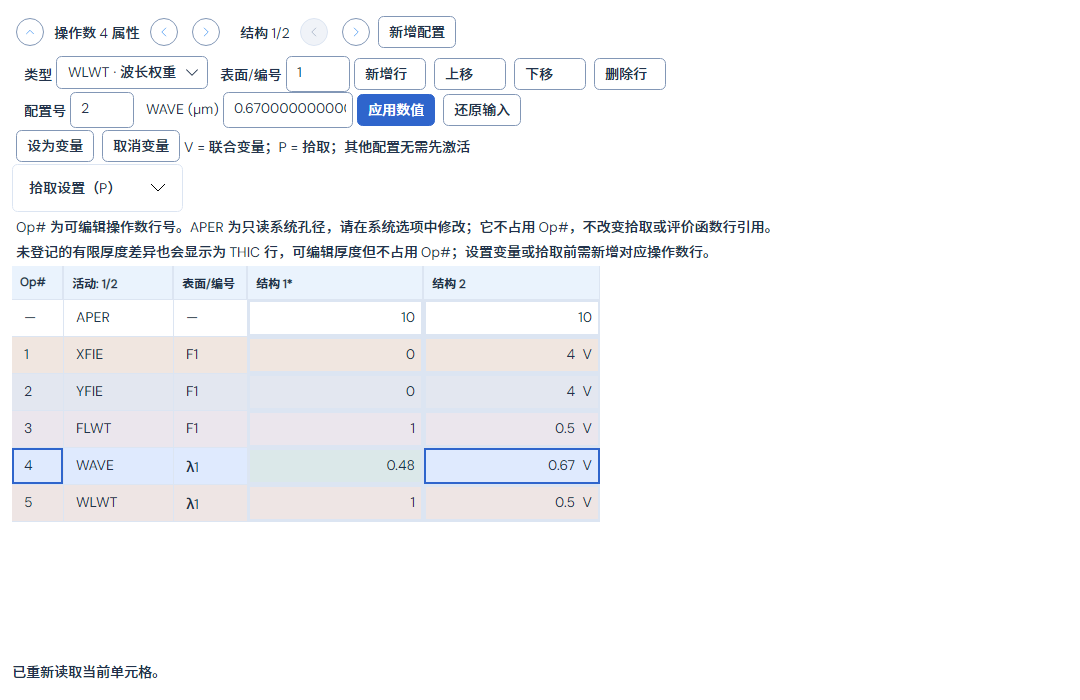 操作数 4 属性 结构 1/2 新增配置
类型 WLWT · 波长权重 表面/编号 1 新增行 上移 下移 删除行
配置号 2 WAVE (μm) 0.670000000000 应用数值 还原输入
设为变量 取消变量 V = 联合变量；P = 拾取；其他配置无需先激活
拾取设置（P）
Op# 为可编辑操作数行号。APER 为只读系统孔径，请在系统选项中修改；它不占用 Op#，不改变拾取或评价函数行引用。
未登记的有限厚度差异也会显示为 THIC 行，可编辑厚度但不占用 Op#；设置变量或拾取前需新增对应操作数行。
Op# 活动: 1/2 表面/编号 结构 1* 结构 2
— APER — 10 10
1 XFIE F1 0 4 V
2 YFIE F1 0 4 V
3 FLWT F1 1 0.5 V
4 WAVE λ1 0.48 0.67 V
5 WLWT λ1 1 0.5 V
已重新读取当前单元格。